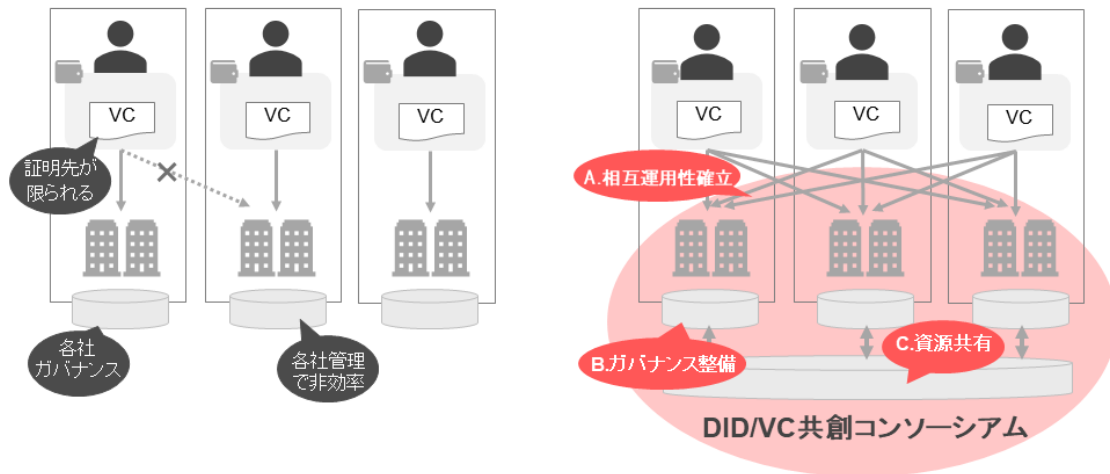 VC
VC
VC
証明先が
限られる
各社
ガバナンス
各社管理
で非効率
VC
VC
VC
A.相互運用性確立
B.ガバナンス整備
C.資源共有
DID/VC共創コンソーシアム